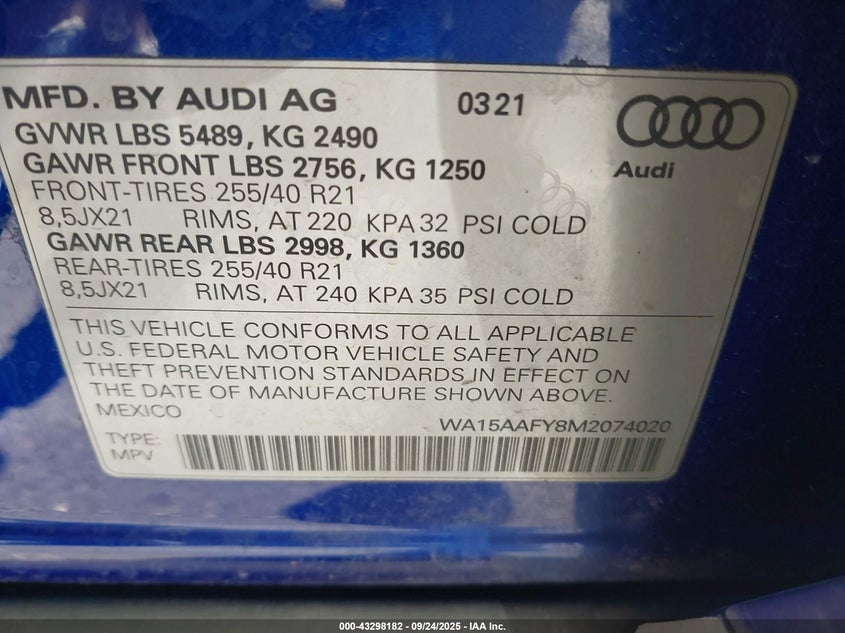 MFD. BY AUDI AG 0321
GVWR LBS 5489, KG 2490
GAWR FRONT LBS 2756, KG 1250
Audi
FRONT-TIRES 255/40 R21
8,5JX21 RIMS, AT 220 KPA 32 PSI COLD
GAWR REAR LBS 2998, KG 1360
REAR-TIRES 255/40 R21
8,5JX21 RIMS, AT 240 KPA 35 PSI COLD
THIS VEHICLE CONFORMS TO ALL APPLICABLE
U.S. FEDERAL MOTOR VEHICLE SAFETY AND
THEFT PREVENTION STANDARDS IN EFFECT ON
THE DATE OF MANUFACTURE SHOWN ABOVE.
MEXICO
WA15AAFY8M2074020
TYPE:
MPV
000-43298182 - 09/24/2025 - IAA Inc.